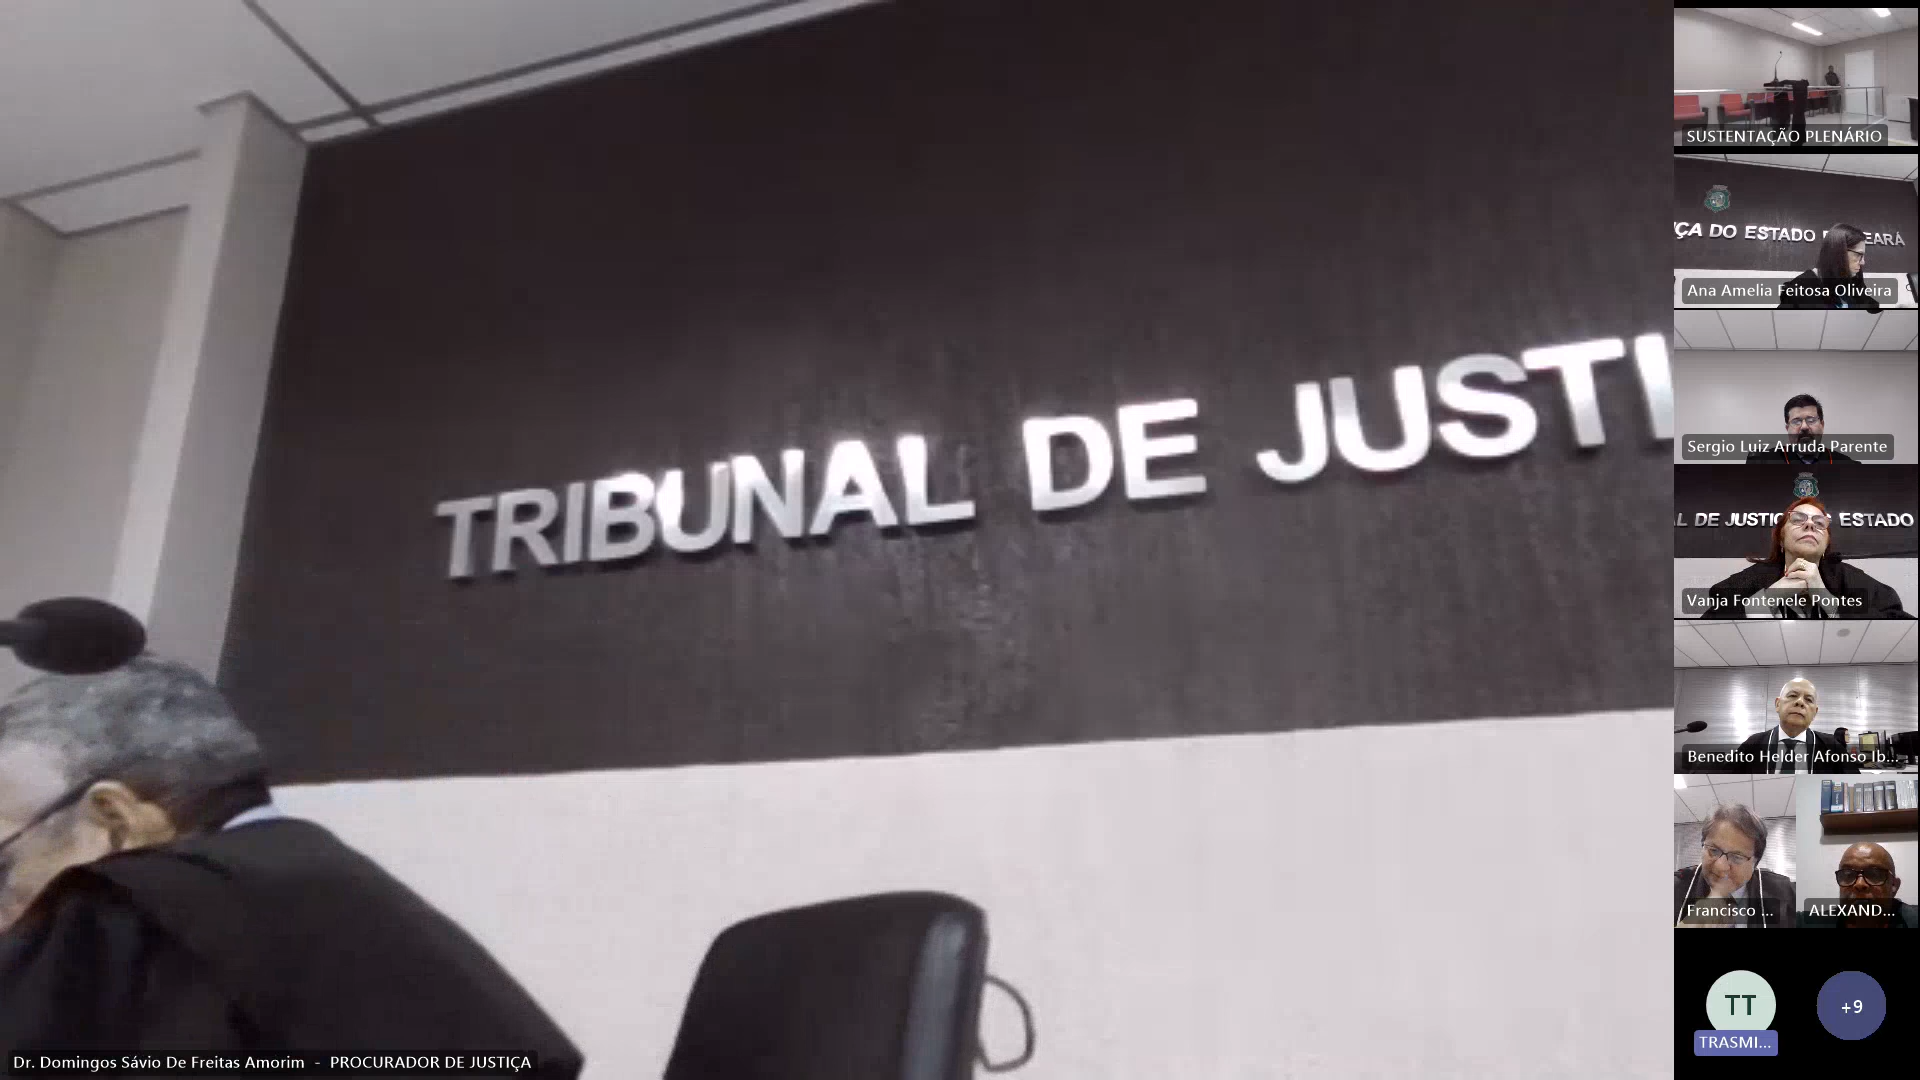 TRIBUNAL DE JUSTI
Dr. Domingos Sávio De Freitas Amorim - PROCURADOR DE JUSTIÇA
SUSTENTAÇÃO PLENÁRIO
ÇA DO ESTADO D EARÁ
Ana Amelia Feitosa Oliveira
Sergio Luiz Arruda Parente
L DE JUSTIÇ ESTADO
Vanja Fontenele Pontes
Benedito Helder Afonso Ib...
Francisco ...
ALEXAND...
TT
TRASMI...
+9